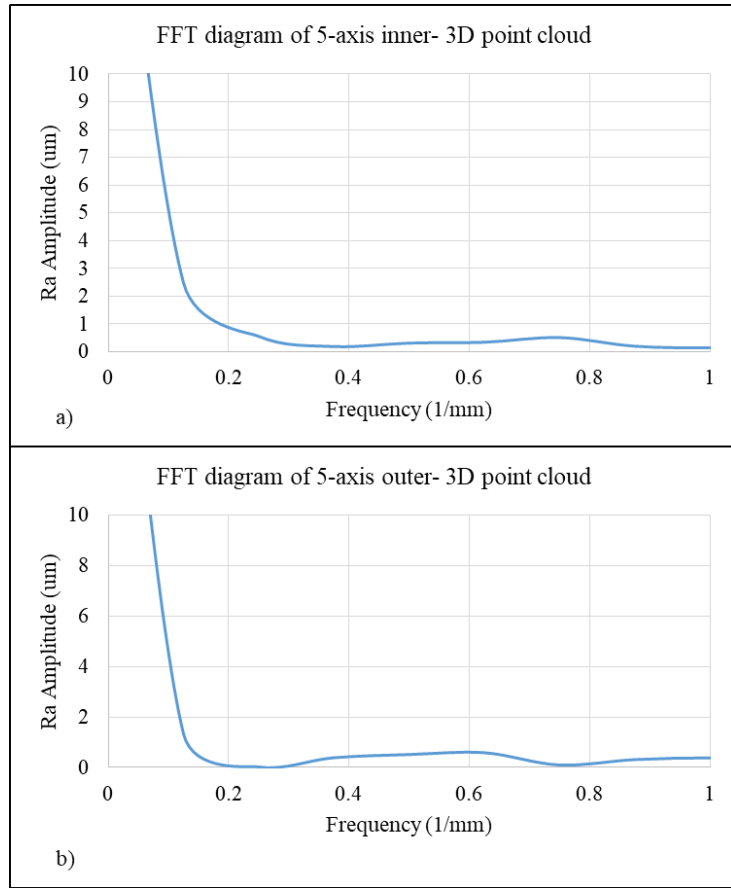 FFT diagram of 5-axis inner- 3D point cloud
10
9
8
7
6
5
4
3
2
1
0
Ra Amplitude (um)
0 0.2 0.4 0.6 0.8 1
Frequency (1/mm)
a)
FFT diagram of 5-axis outer- 3D point cloud
10
8
6
4
2
0
Ra Amplitude (um)
0 0.2 0.4 0.6 0.8 1
Frequency (1/mm)
b)